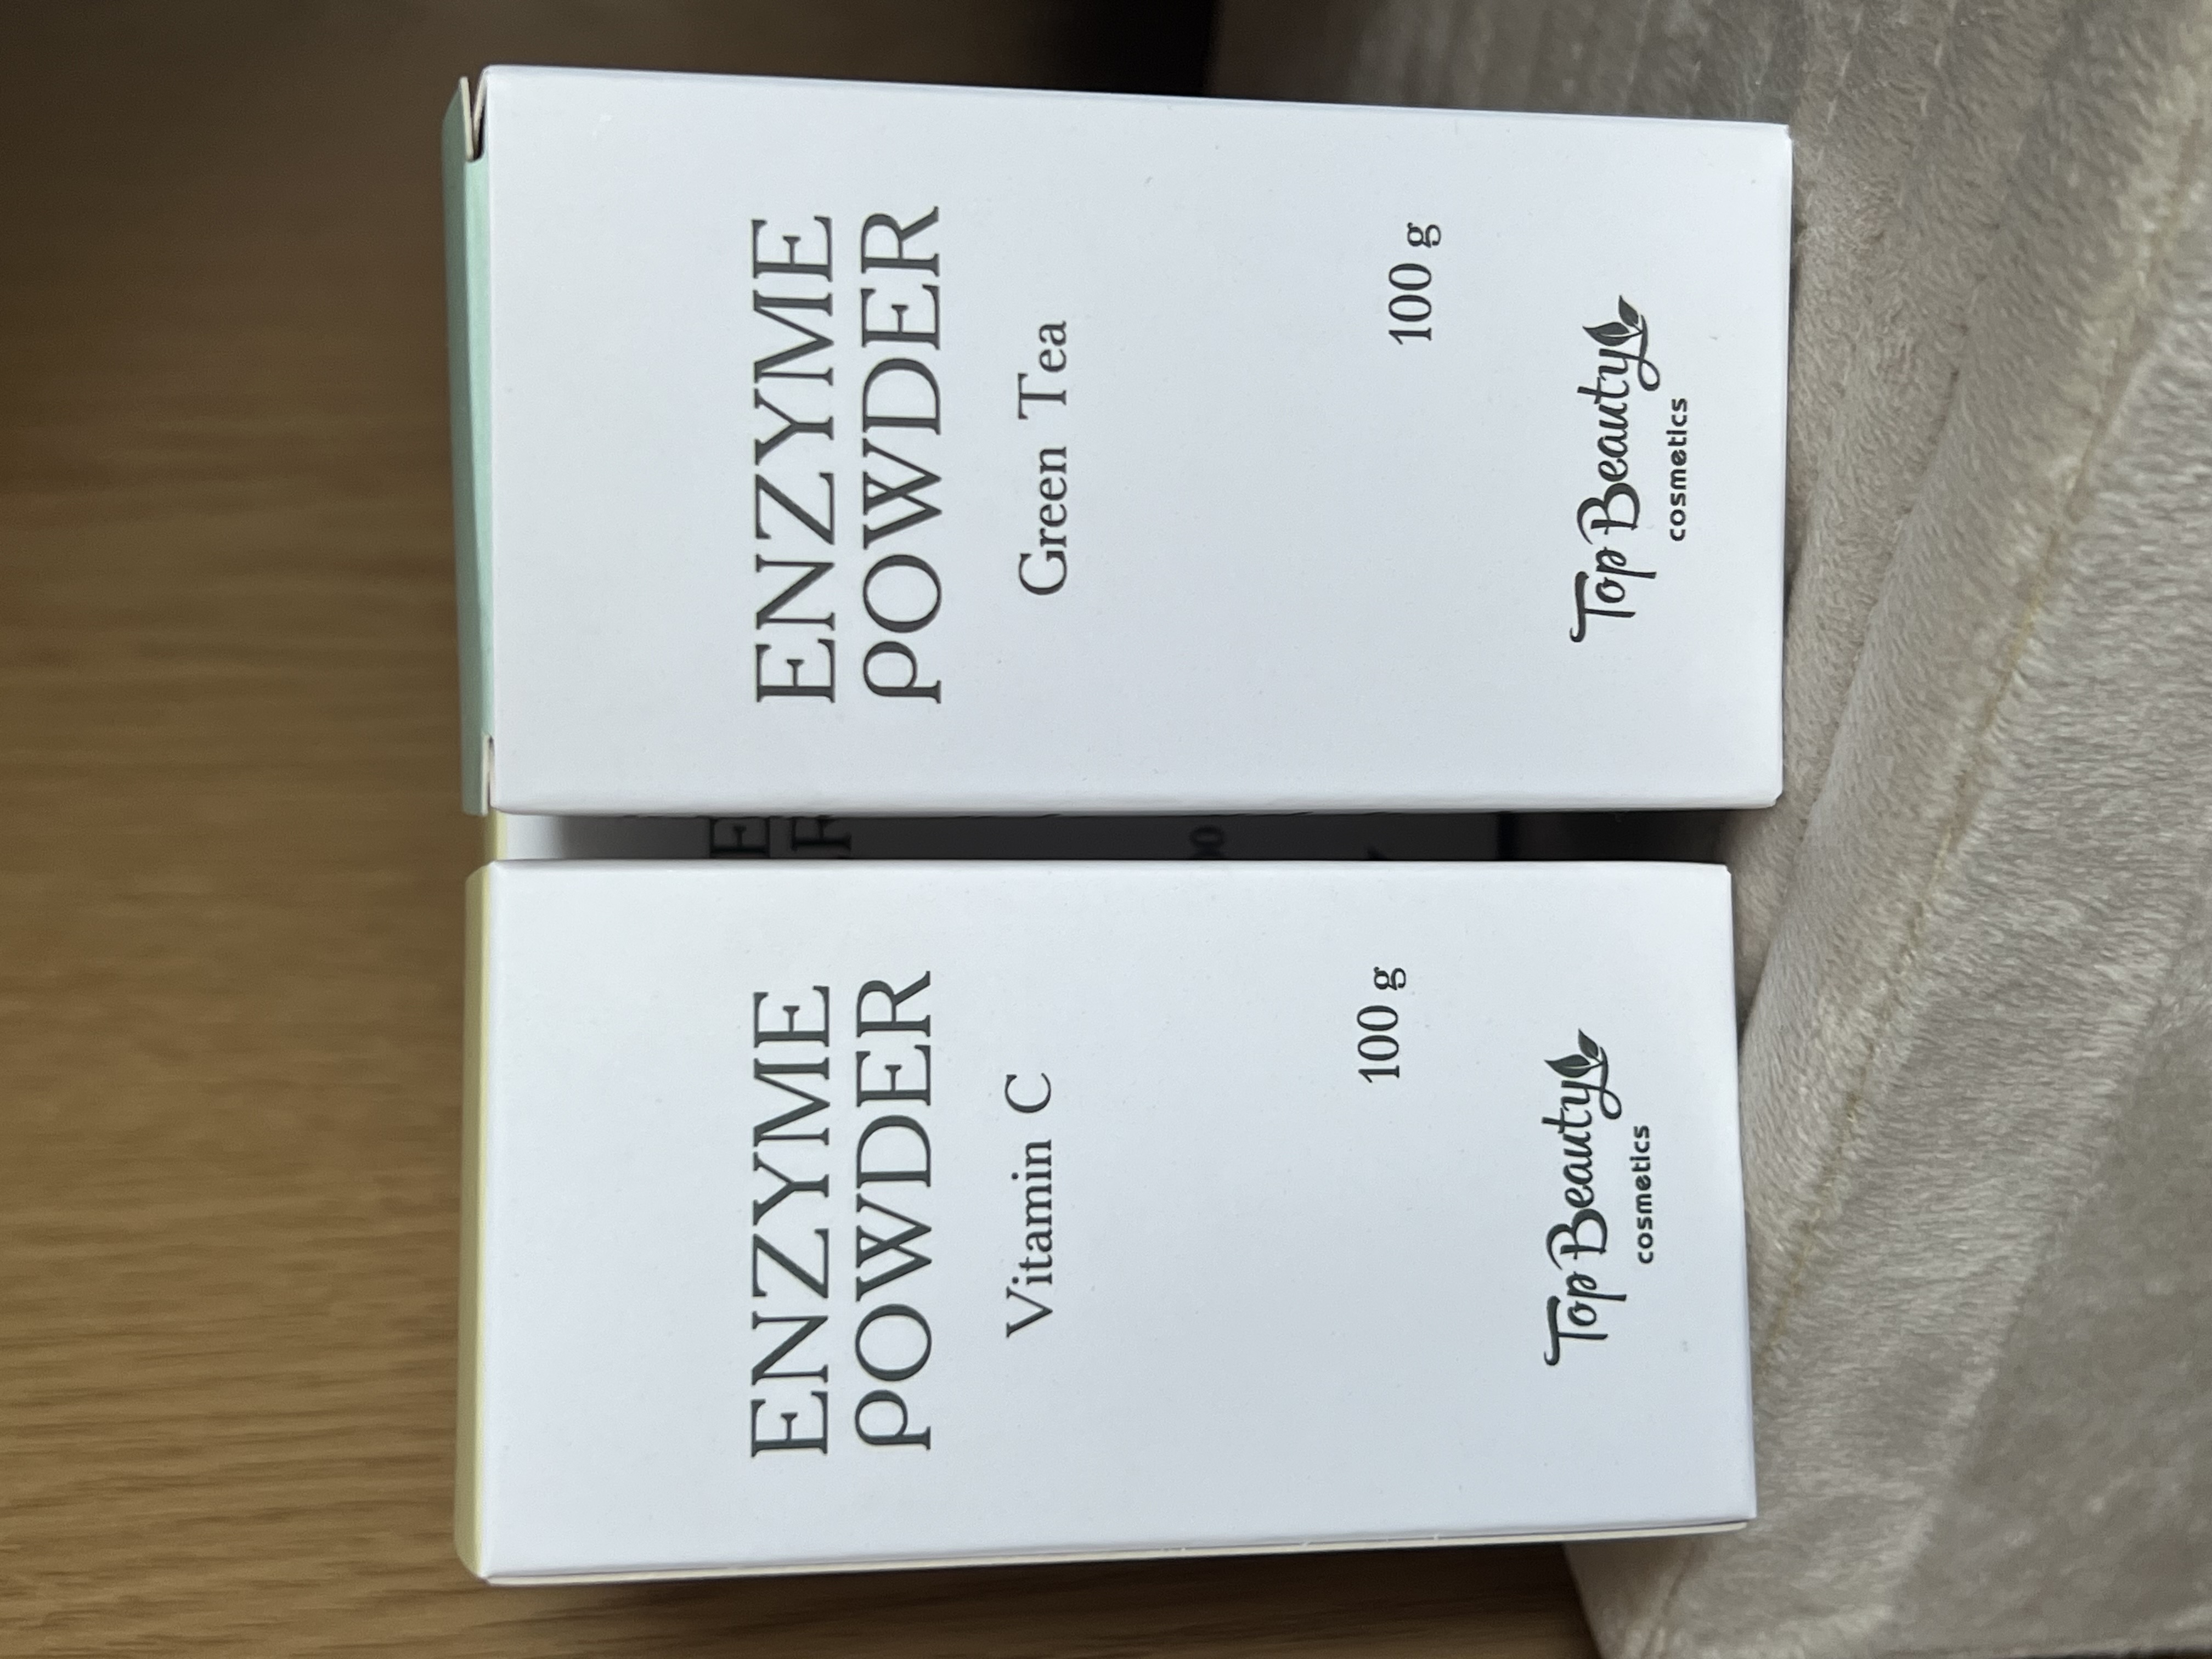 ENZYME
POWDER
Vitamin C
100 g
Top Beauty
cosmetics
ENZYME
POWDER
Green Tea
100 g
Top Beauty
cosmetics